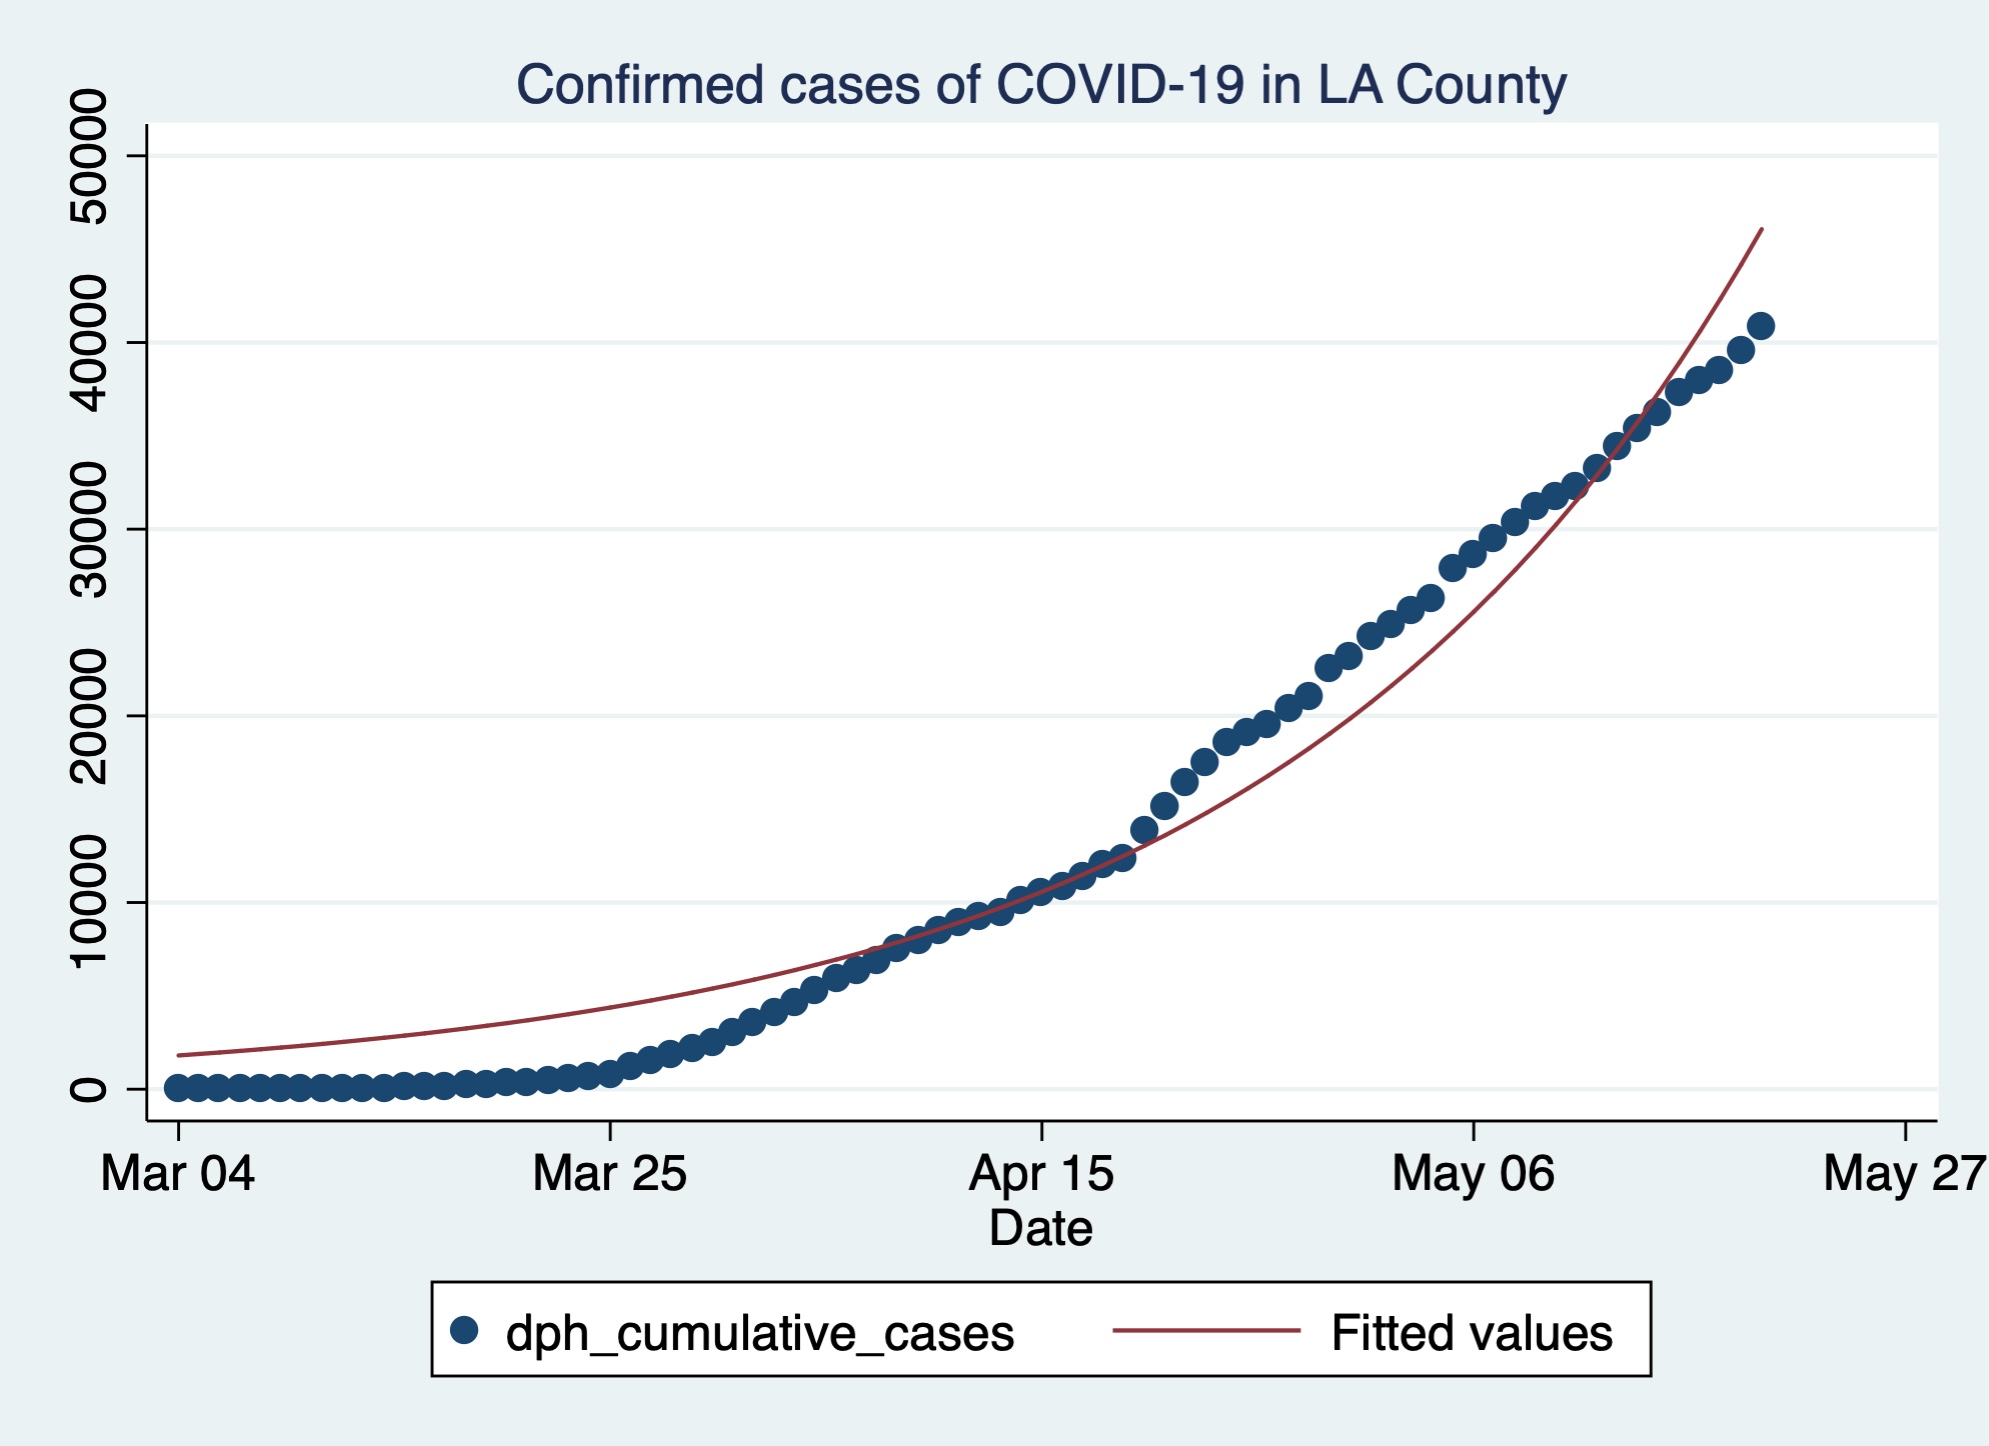 Confirmed cases of COVID-19 in LA County
50000
40000
30000
20000
10000
0
Mar 04 Mar 25 Apr 15 May 06 May 27
Date
dph_cumulative_cases Fitted values